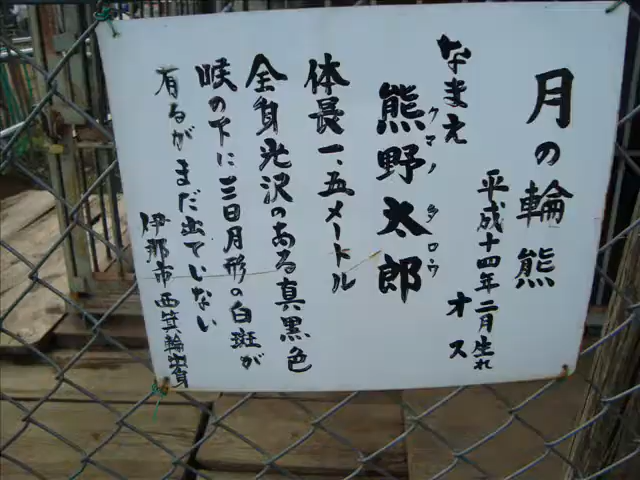 月の輪熊
平成十四年二月生れ
オス
なまえ
熊野太郎
クマノ タロウ
体長一、五メートル
全身光沢のある真黒色
喉の下に三日月形の白斑が
有るがまだ出ていない
伊那市西箕輪産